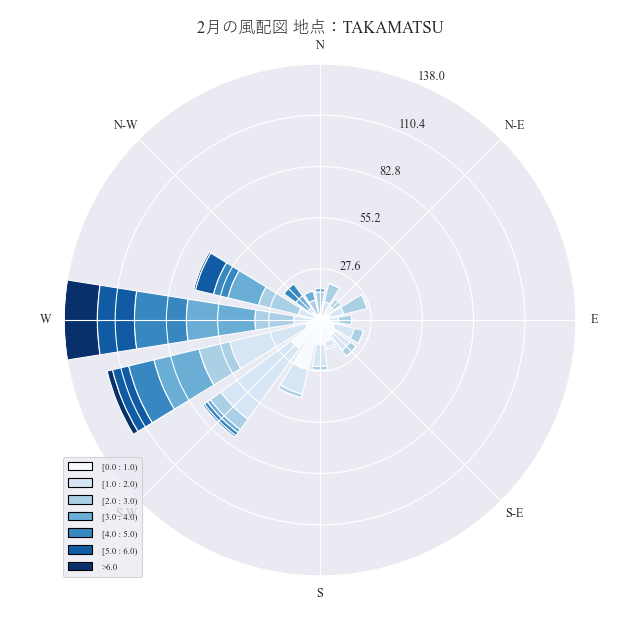 2月の風配図 地点：TAKAMATSU
N
138.0
N-W
N-E
110.4
82.8
55.2
27.6
W
E
[0.0 : 1.0)
[1.0 : 2.0)
[2.0 : 3.0)
[3.0 : 4.0)
[4.0 : 5.0)
[5.0 : 6.0)
>6.0
S-W
S-E
S